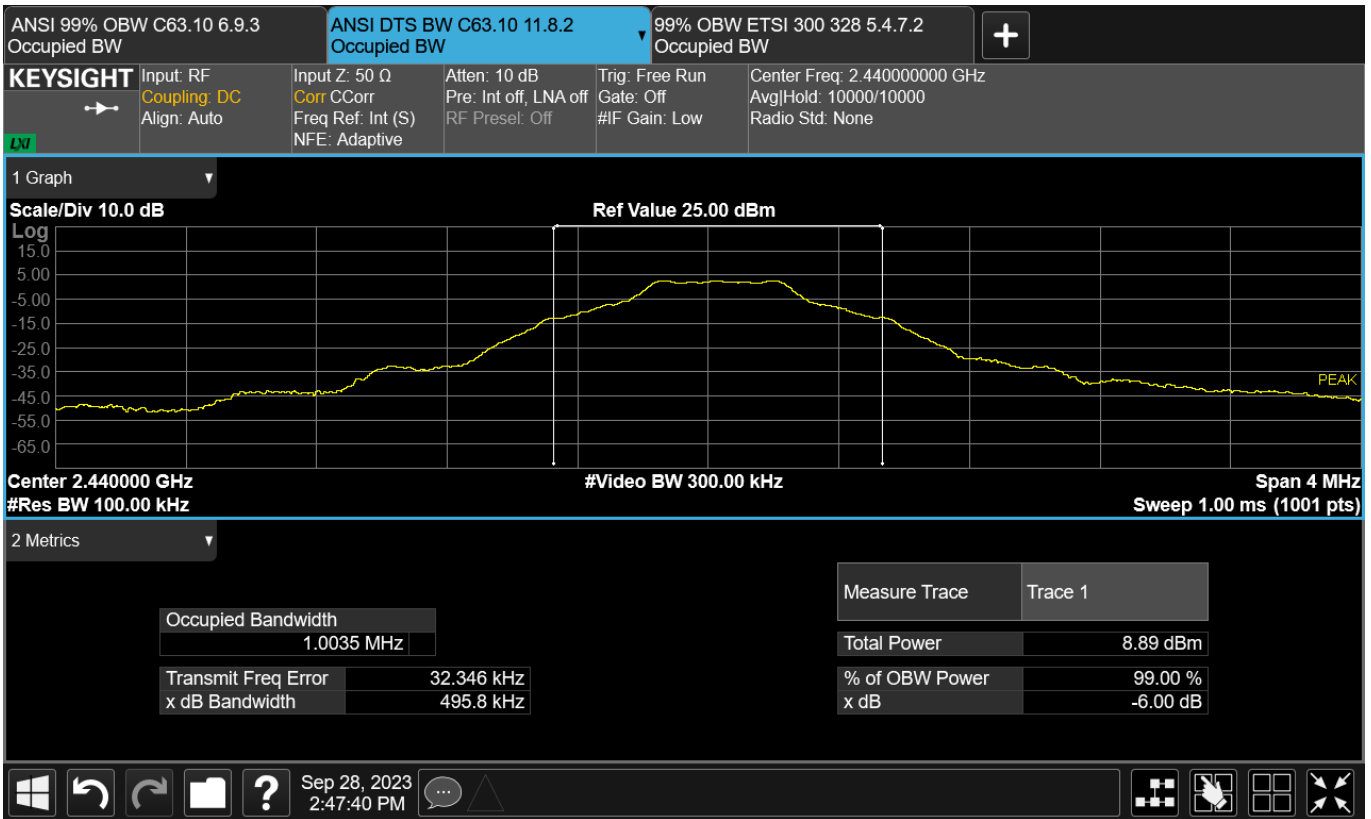 ANSI 99% OBW C63.10 6.9.3
Occupied BW
ANSI DTS BW C63.10 11.8.2
Occupied BW
99% OBW ETSI 300 328 5.4.7.2
Occupied BW
KEYSIGHT
LXI
Input: RF
Coupling: DC
Align: Auto
Input Z: 50 Ω
Corr CCorr
Freq Ref: Int (S)
NFE: Adaptive
Atten: 10 dB
Pre: Int off, LNA off
RF Presel: Off
Trig: Free Run
Gate: Off
#IF Gain: Low
Center Freq: 2.440000000 GHz
Avg|Hold: 10000/10000
Radio Std: None
1 Graph
Scale/Div 10.0 dB
Ref Value 25.00 dBm
Log
15.0
5.00
-5.00
-15.0
-25.0
-35.0
-45.0
-55.0
-65.0
PEAK
Center 2.440000 GHz
#Video BW 300.00 kHz
Span 4 MHz
#Res BW 100.00 kHz
Sweep 1.00 ms (1001 pts)
2 Metrics
Measure Trace Trace 1
Occupied Bandwidth
1.0035 MHz
Total Power 8.89 dBm
Transmit Freq Error 32.346 kHz
% of OBW Power 99.00 %
x dB Bandwidth 495.8 kHz
x dB -6.00 dB
Sep 28, 2023
2:47:40 PM